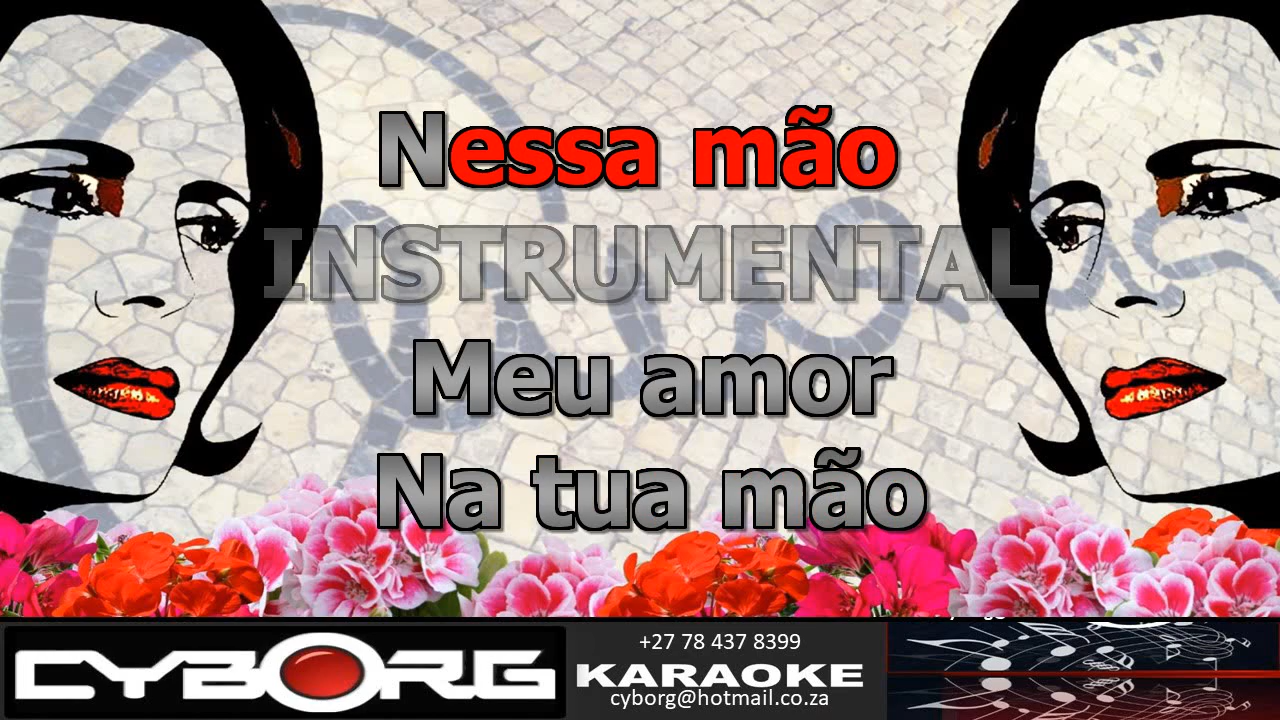 Nessa mão
INSTRUMENTAL
Meu amor
Na tua mão
CYBORG
+27 78 437 8399
KARAOKE
cyborg@hotmail.co.za